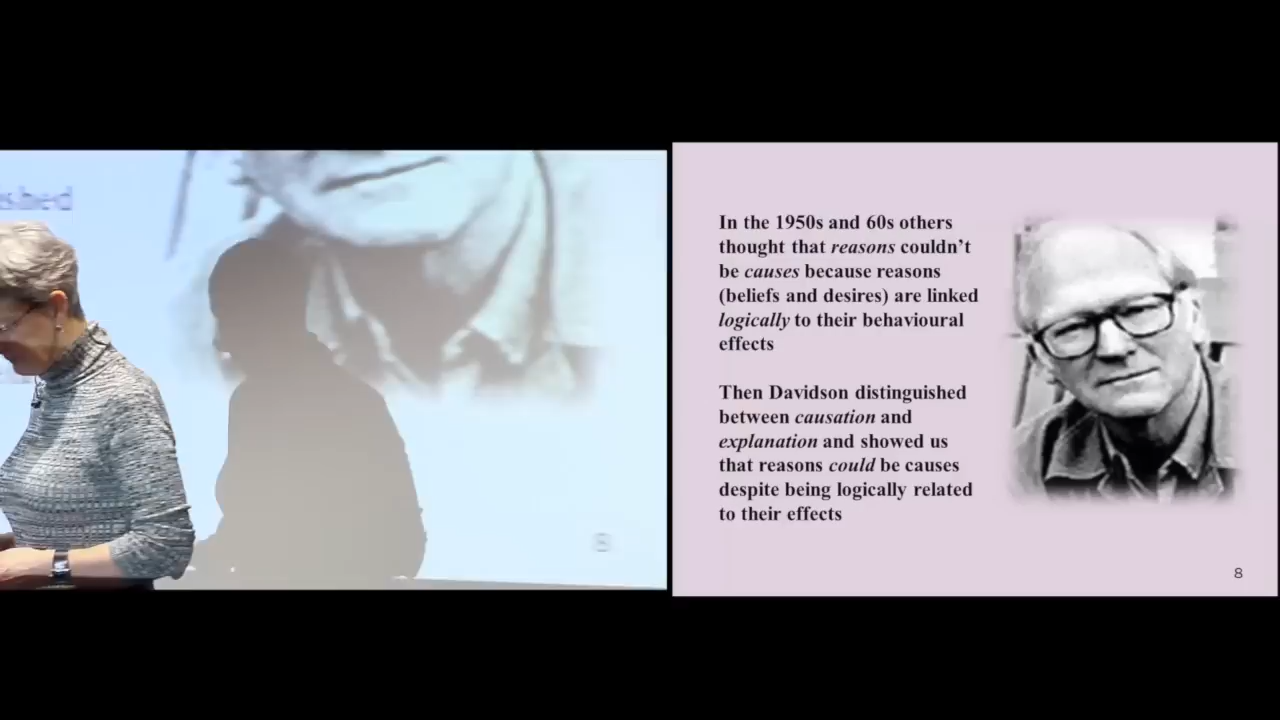 shed
8
In the 1950s and 60s others
thought that reasons couldn't
be causes because reasons
(beliefs and desires) are linked
logically to their behavioural
effects
Then Davidson distinguished
between causation and
explanation and showed us
that reasons could be causes
despite being logically related
to their effects
8